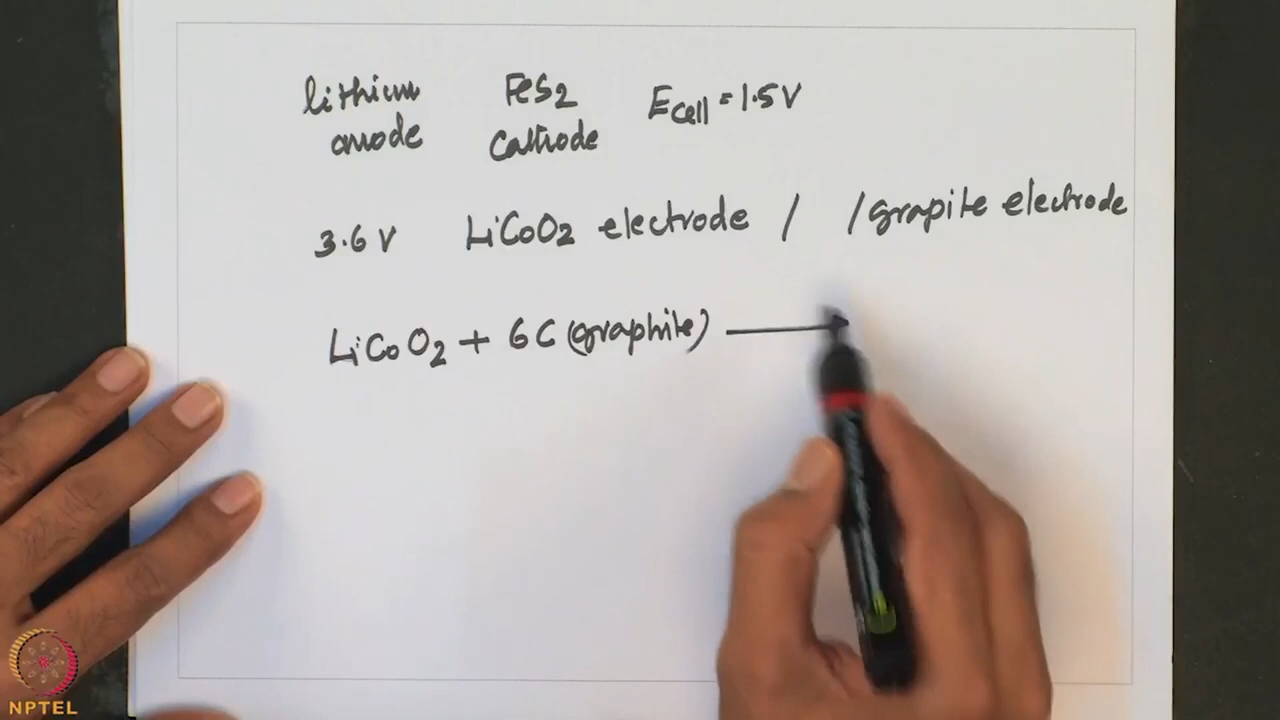 lithium FeS2 Ecell = 1.5V
anode Cathode
3.6 V LiCoO2 electrode / / grapite electrode
LiCoO2 + 6C (graphite) →
NPTEL